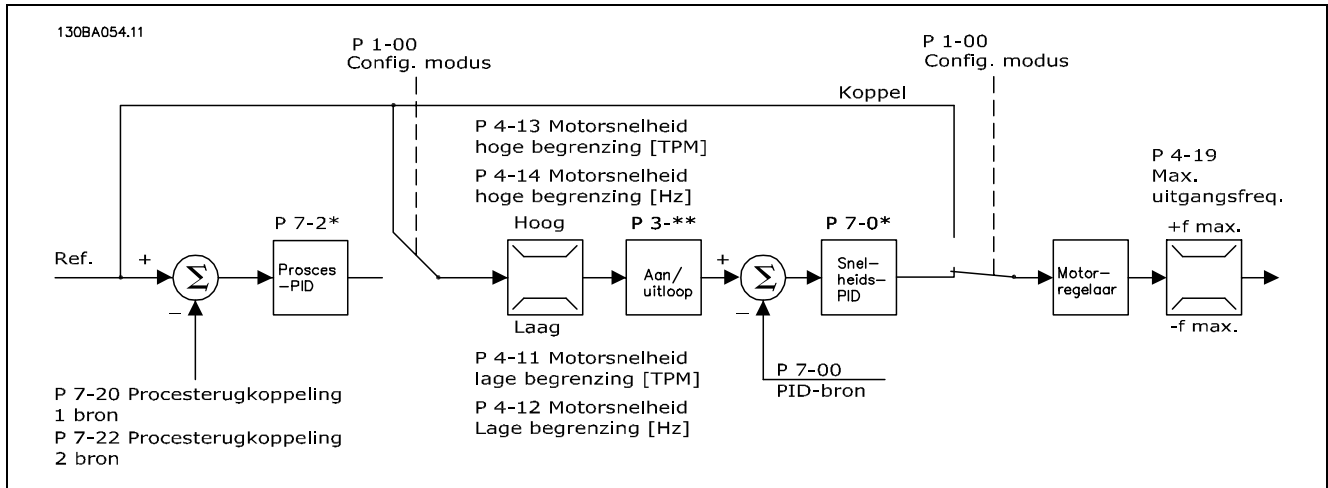 130BA054.11
P 1-00
Config. modus
P 1-00
Config. modus
Koppel
P 4-13 Motorsnelheid
hoge begrenzing [TPM]
P 4-14 Motorsnelheid
hoge begrenzing [Hz]
P 4-19
Max.
uitgangsfreq.
P 7-2*
Hoog
P 3-**
P 7-0*
+f max.
Ref.
+
Σ
Prosces
-PID
Aan/
uitloop
+
Σ
Snel-
heids-
PID
Motor-
regelaar
−
Laag
−
-f max.
P 4-11 Motorsnelheid
lage begrenzing [TPM]
P 4-12 Motorsnelheid
Lage begrenzing [Hz]
P 7-00
PID-bron
P 7-20 Procesterugkoppeling
1 bron
P 7-22 Procesterugkoppeling
2 bron